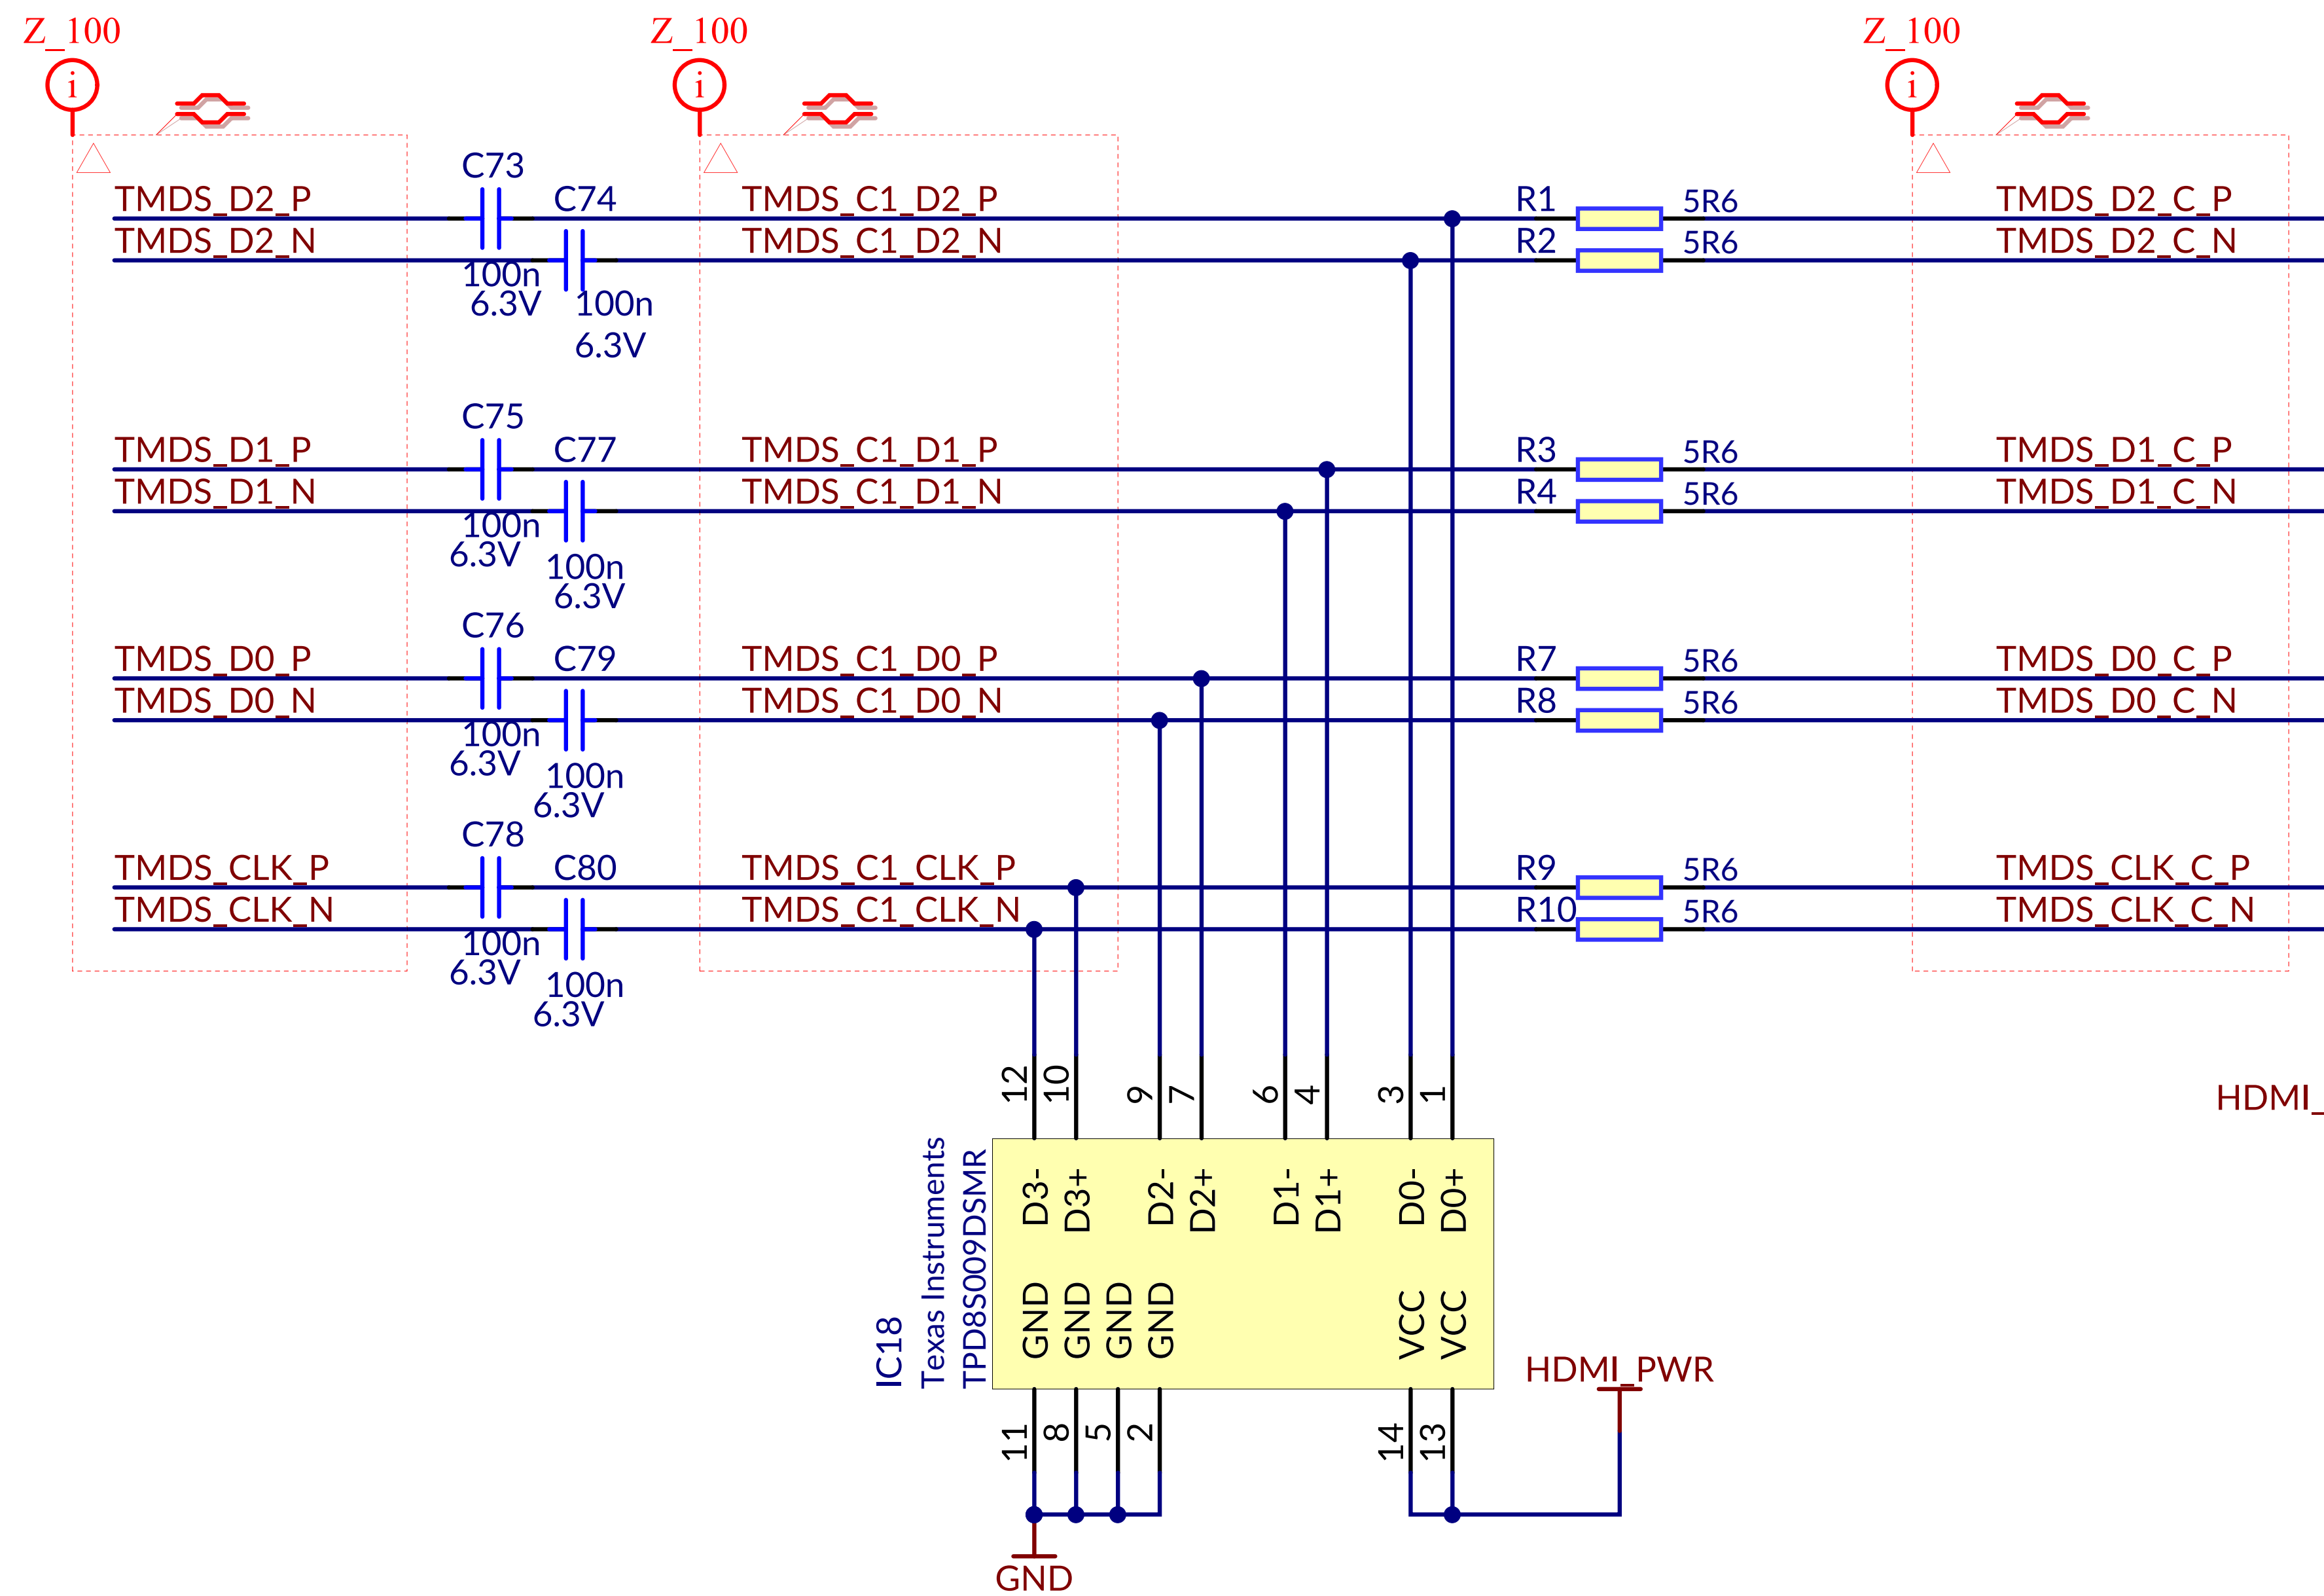 Z_100 Z_100 Z_100
i i i
C73
TMDS_D2_P C74 TMDS_C1_D2_P R1 5R6 TMDS_D2_C_P
TMDS_D2_N TMDS_C1_D2_N R2 5R6 TMDS_D2_C_N
100n
6.3V 100n
6.3V
C75
TMDS_D1_P C77 TMDS_C1_D1_P R3 5R6 TMDS_D1_C_P
TMDS_D1_N TMDS_C1_D1_N R4 5R6 TMDS_D1_C_N
100n
6.3V 100n
6.3V
C76
TMDS_D0_P C79 TMDS_C1_D0_P R7 5R6 TMDS_D0_C_P
TMDS_D0_N TMDS_C1_D0_N R8 5R6 TMDS_D0_C_N
100n
6.3V 100n
6.3V
C78
TMDS_CLK_P C80 TMDS_C1_CLK_P R9 5R6 TMDS_CLK_C_P
TMDS_CLK_N TMDS_C1_CLK_N R10 5R6 TMDS_CLK_C_N
100n
6.3V 100n
6.3V
12 10 9 7 6 4 3 1
HDMI_
D3- D3+ D2- D2+ D1- D1+ D0- D0+
IC18
Texas Instruments
TPD8S009DSMR
GND GND GND GND VCC VCC
HDMI_PWR
11 8 5 2 14 13
GND